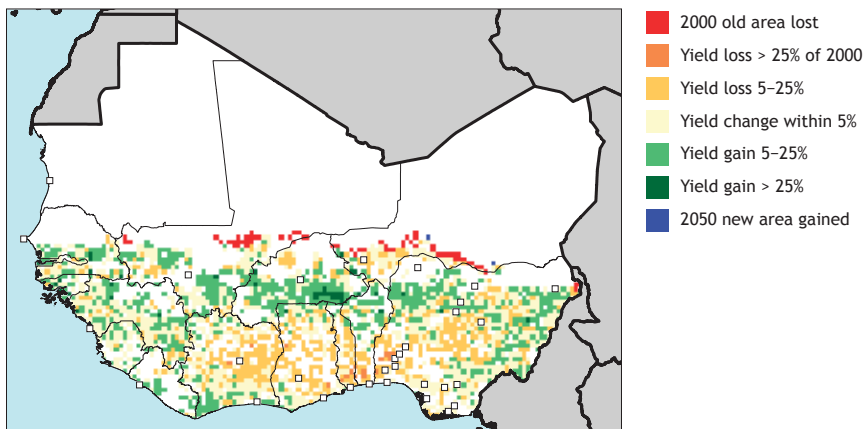 2000 old area lost
Yield loss > 25% of 2000
Yield loss 5–25%
Yield change within 5%
Yield gain 5–25%
Yield gain > 25%
2050 new area gained